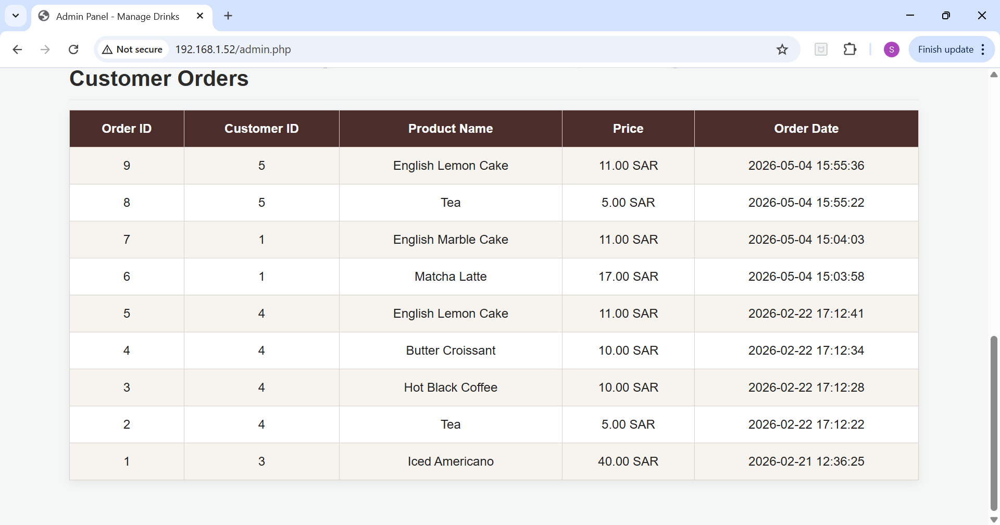 Admin Panel - Manage Drinks
Not secure 192.168.1.52/admin.php S Finish update
Customer Orders
Order ID Customer ID Product Name Price Order Date
9 5 English Lemon Cake 11.00 SAR 2026-05-04 15:55:36
8 5 Tea 5.00 SAR 2026-05-04 15:55:22
7 1 English Marble Cake 11.00 SAR 2026-05-04 15:04:03
6 1 Matcha Latte 17.00 SAR 2026-05-04 15:03:58
5 4 English Lemon Cake 11.00 SAR 2026-02-22 17:12:41
4 4 Butter Croissant 10.00 SAR 2026-02-22 17:12:34
3 4 Hot Black Coffee 10.00 SAR 2026-02-22 17:12:28
2 4 Tea 5.00 SAR 2026-02-22 17:12:22
1 3 Iced Americano 40.00 SAR 2026-02-21 12:36:25